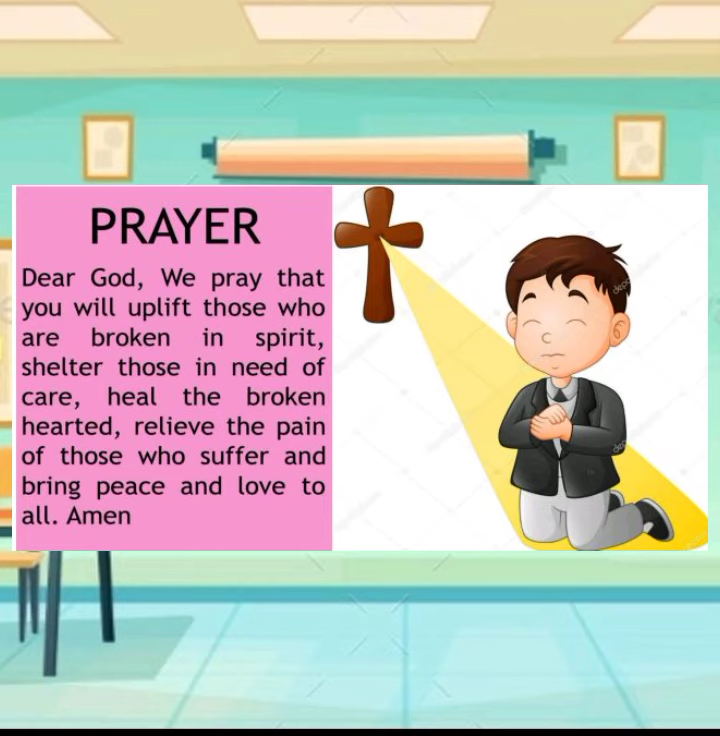 PRAYER
Dear God, We pray that
you will uplift those who
are broken in spirit,
shelter those in need of
care, heal the broken
hearted, relieve the pain
of those who suffer and
bring peace and love to
all. Amen